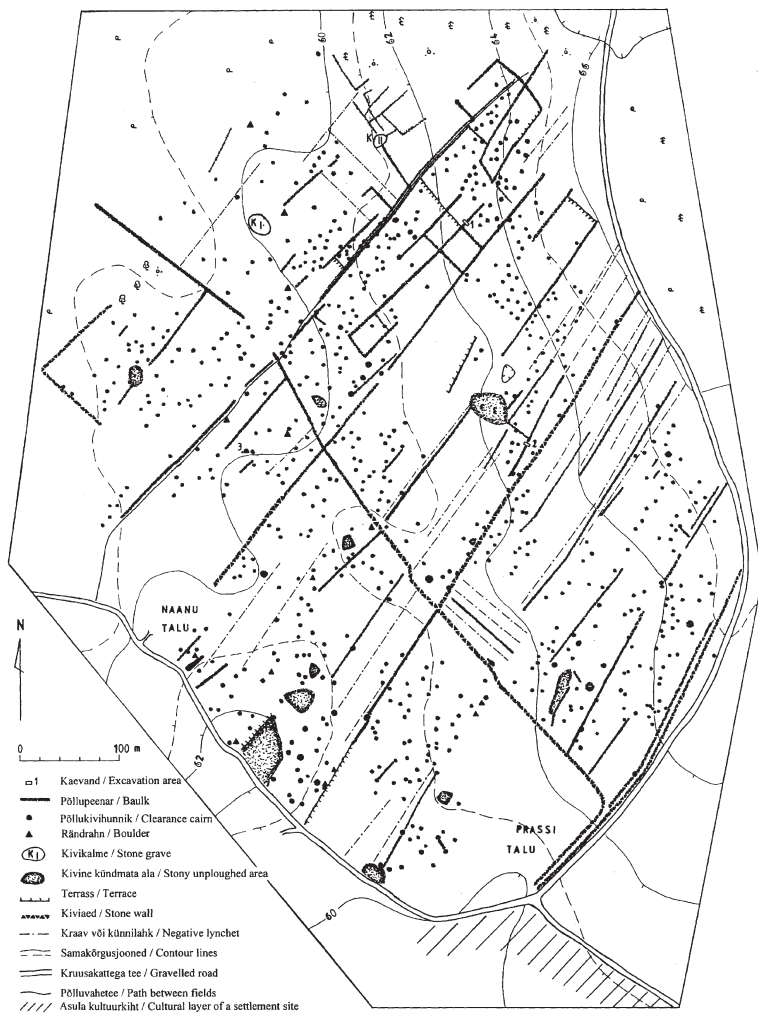 60
62
64
66
K II
K I
1
2
3
NAANU
TALU
N
0 100 m
62
PRASSI
TALU
60
1 Kaevand / Excavation area
Põllupeenar / Baulk
Põllukivihunnik / Clearance cairn
Rändrahn / Boulder
K I Kivikalme / Stone grave
Kivine kündmata ala / Stony unploughed area
Terrass / Terrace
Kiviaed / Stone wall
Kraav või künnilahk / Negative lynchet
Samakõrgusjooned / Contour lines
Kruusakattega tee / Gravelled road
Põlluvahetee / Path between fields
Asula kultuurkiht / Cultural layer of a settlement site